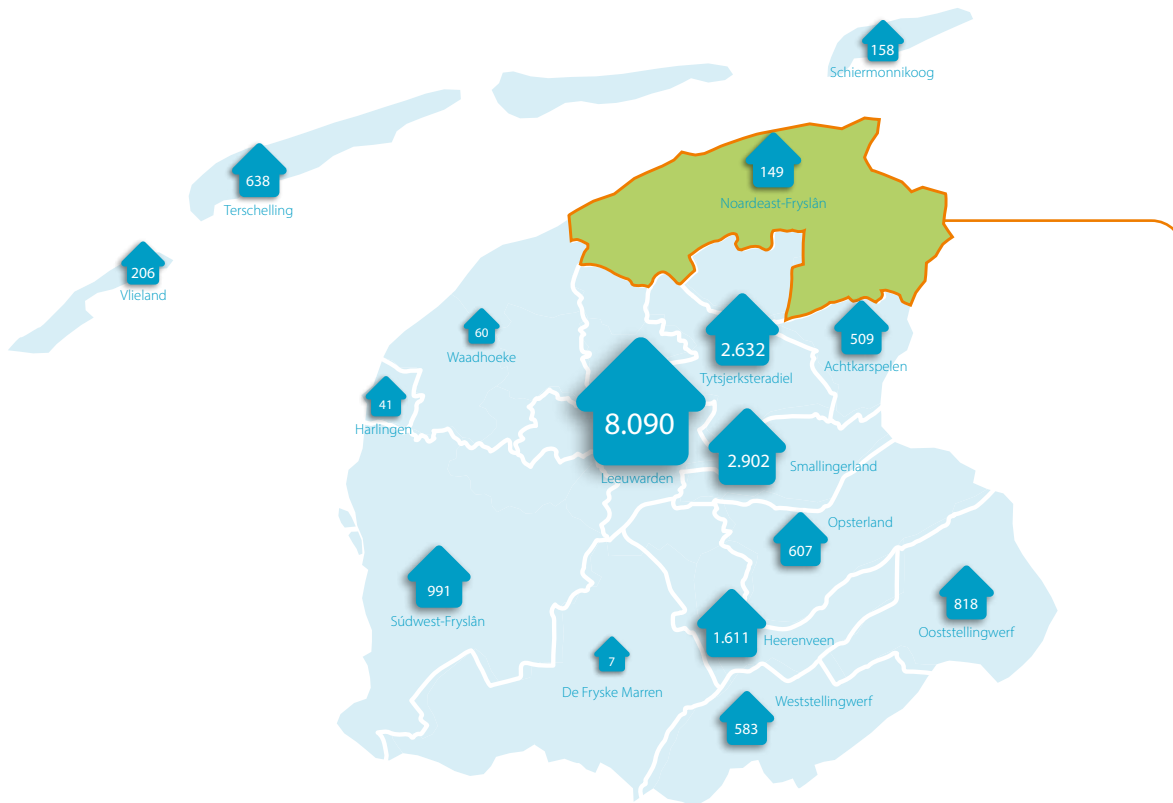 158
Schiermonnikoog
149
Noardeast-Fryslân
638
Terschelling
206
Vlieland
60
Waadhoeke
2.632
Tytsjerksteradiel
509
Achtkarspelen
41
Harlingen
8.090
Leeuwarden
2.902
Smallingerland
Opsterland
607
991
Súdwest-Fryslân
818
Ooststellingwerf
1.611
Heerenveen
7
De Fryske Marren
Weststellingwerf
583